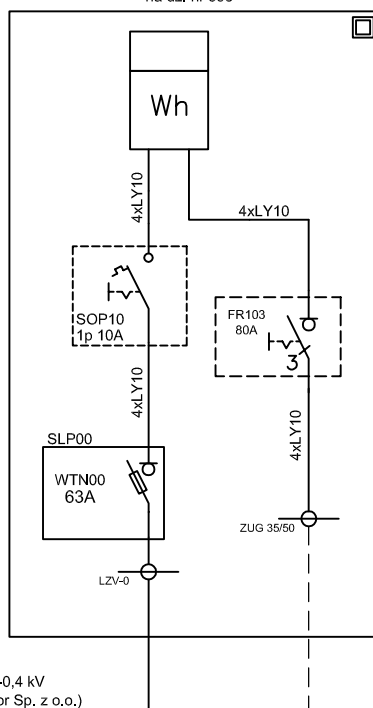 Wh
4xLY10
4xLY10
SOP10
1p 10A
FR103
80A
3
4xLY10
4xLY10
SLP00
WTN00
63A
ZUG 35/50
LZV-0
-0,4 kV
or Sp. z o.o.)